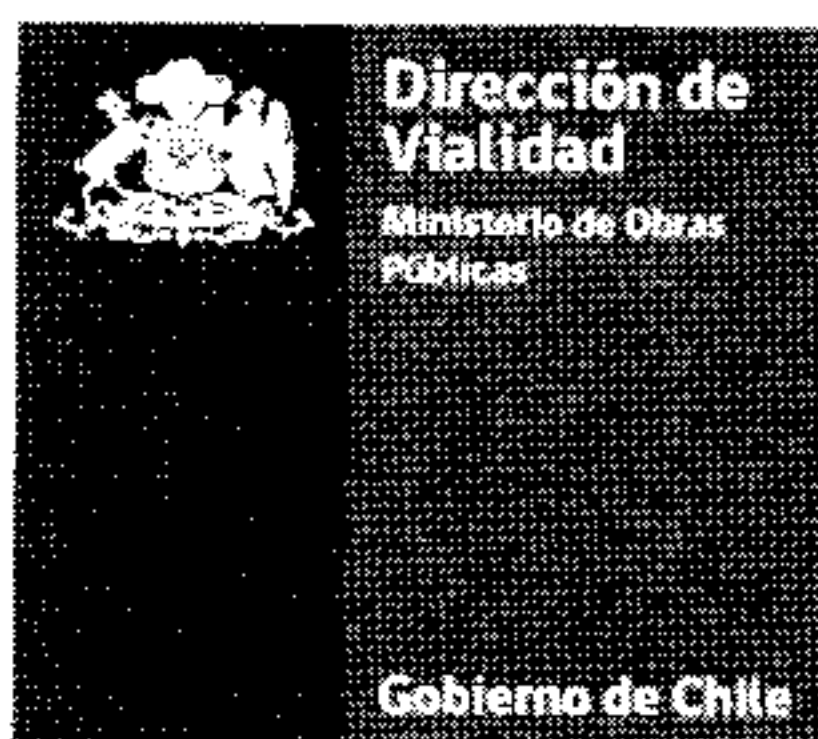 Dirección de
Vialidad
Ministerio de Obras
Públicas
Gobierno de Chile